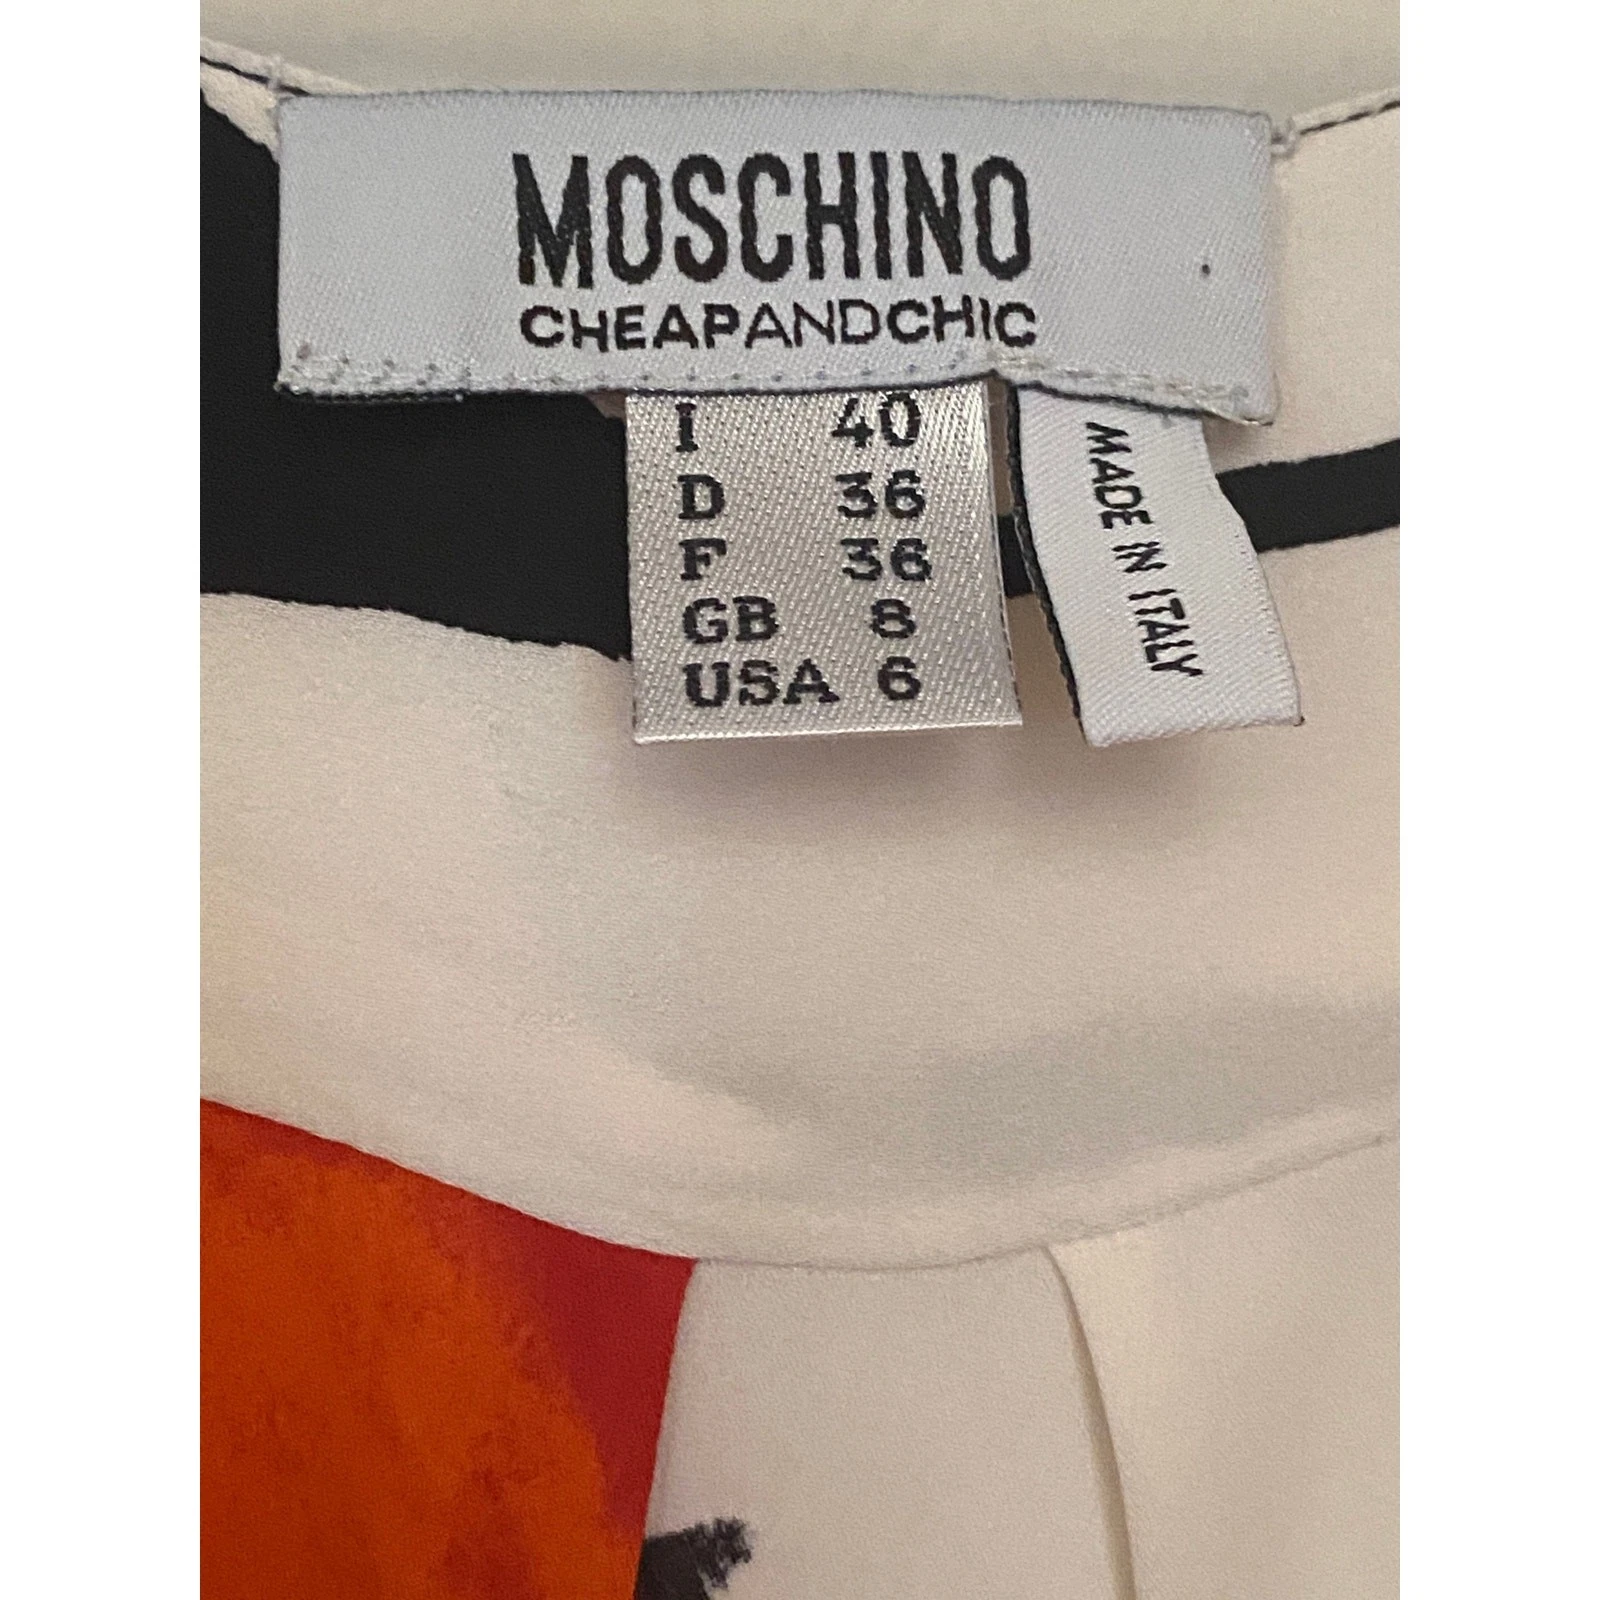 MOSCHINO
CHEAPANDCHIC
I 40
D 36
F 36
GB 8
USA 6
MADE IN ITALY